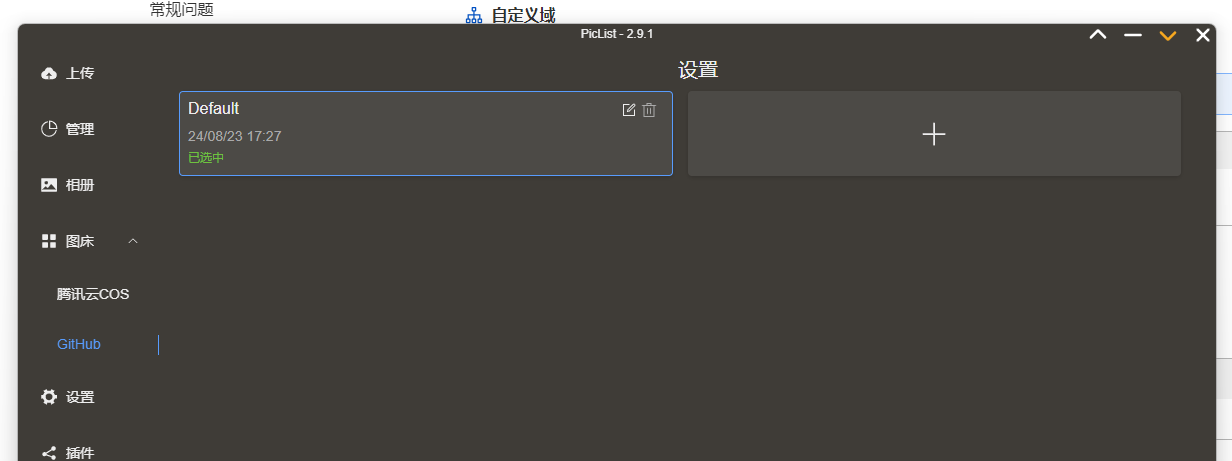 常规问题
自定义域
PicList - 2.9.1
上传
设置
Default
24/08/23 17:27
已选中
管理
相册
图床
腾讯云COS
GitHub
设置
插件